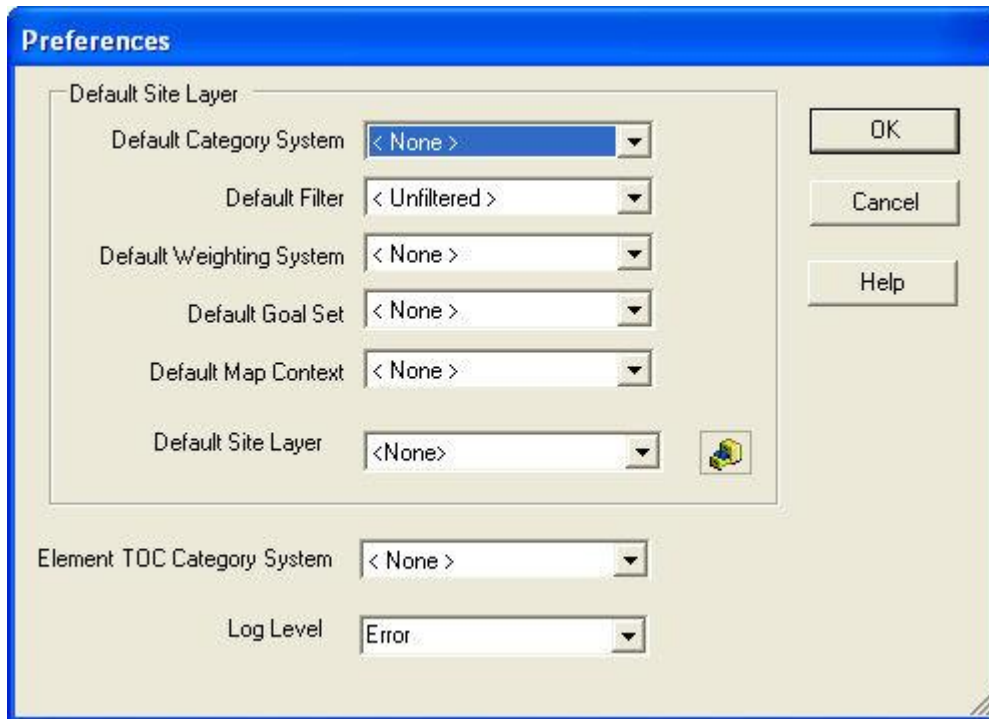 Preferences
Default Site Layer
Default Category System < None >
Default Filter < Unfiltered >
Default Weighting System < None >
Default Goal Set < None >
Default Map Context < None >
Default Site Layer <None>
Element TOC Category System < None >
Log Level Error
OK
Cancel
Help